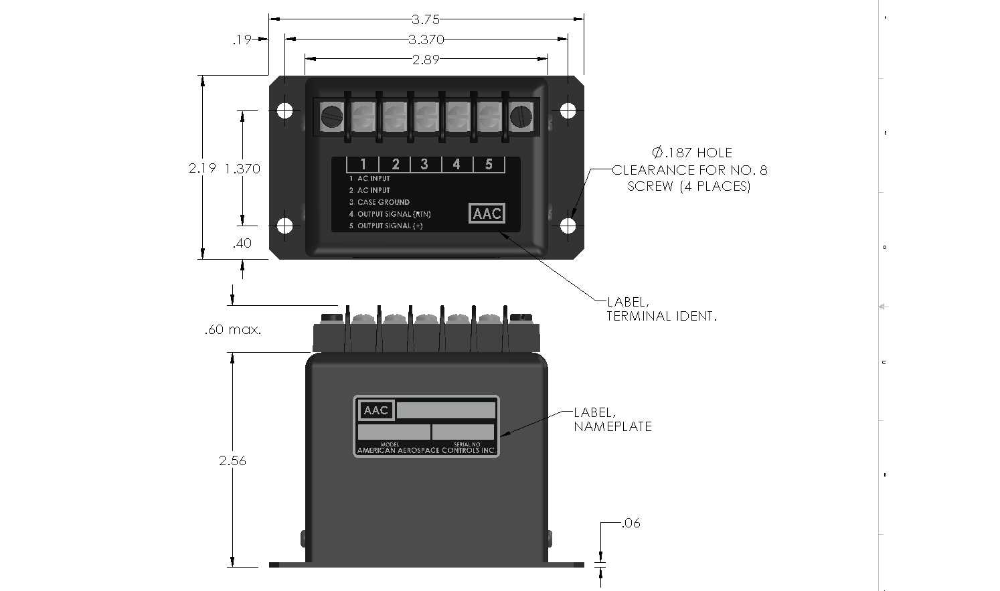 3.75
.19
3.370
2.89
2.19
1.370
.40
1 2 3 4 5
1. AC INPUT
2. AC INPUT
3. CASE GROUND
4. OUTPUT SIGNAL (RTN)
5. OUTPUT SIGNAL (+)
AAC
Ø.187 HOLE
CLEARANCE FOR NO. 8
SCREW (4 PLACES)
LABEL,
TERMINAL IDENT.
.60 max.
2.56
AAC
MODEL SERIAL NO.
AMERICAN AEROSPACE CONTROLS INC.
LABEL,
NAMEPLATE
.06
E
D
C
B